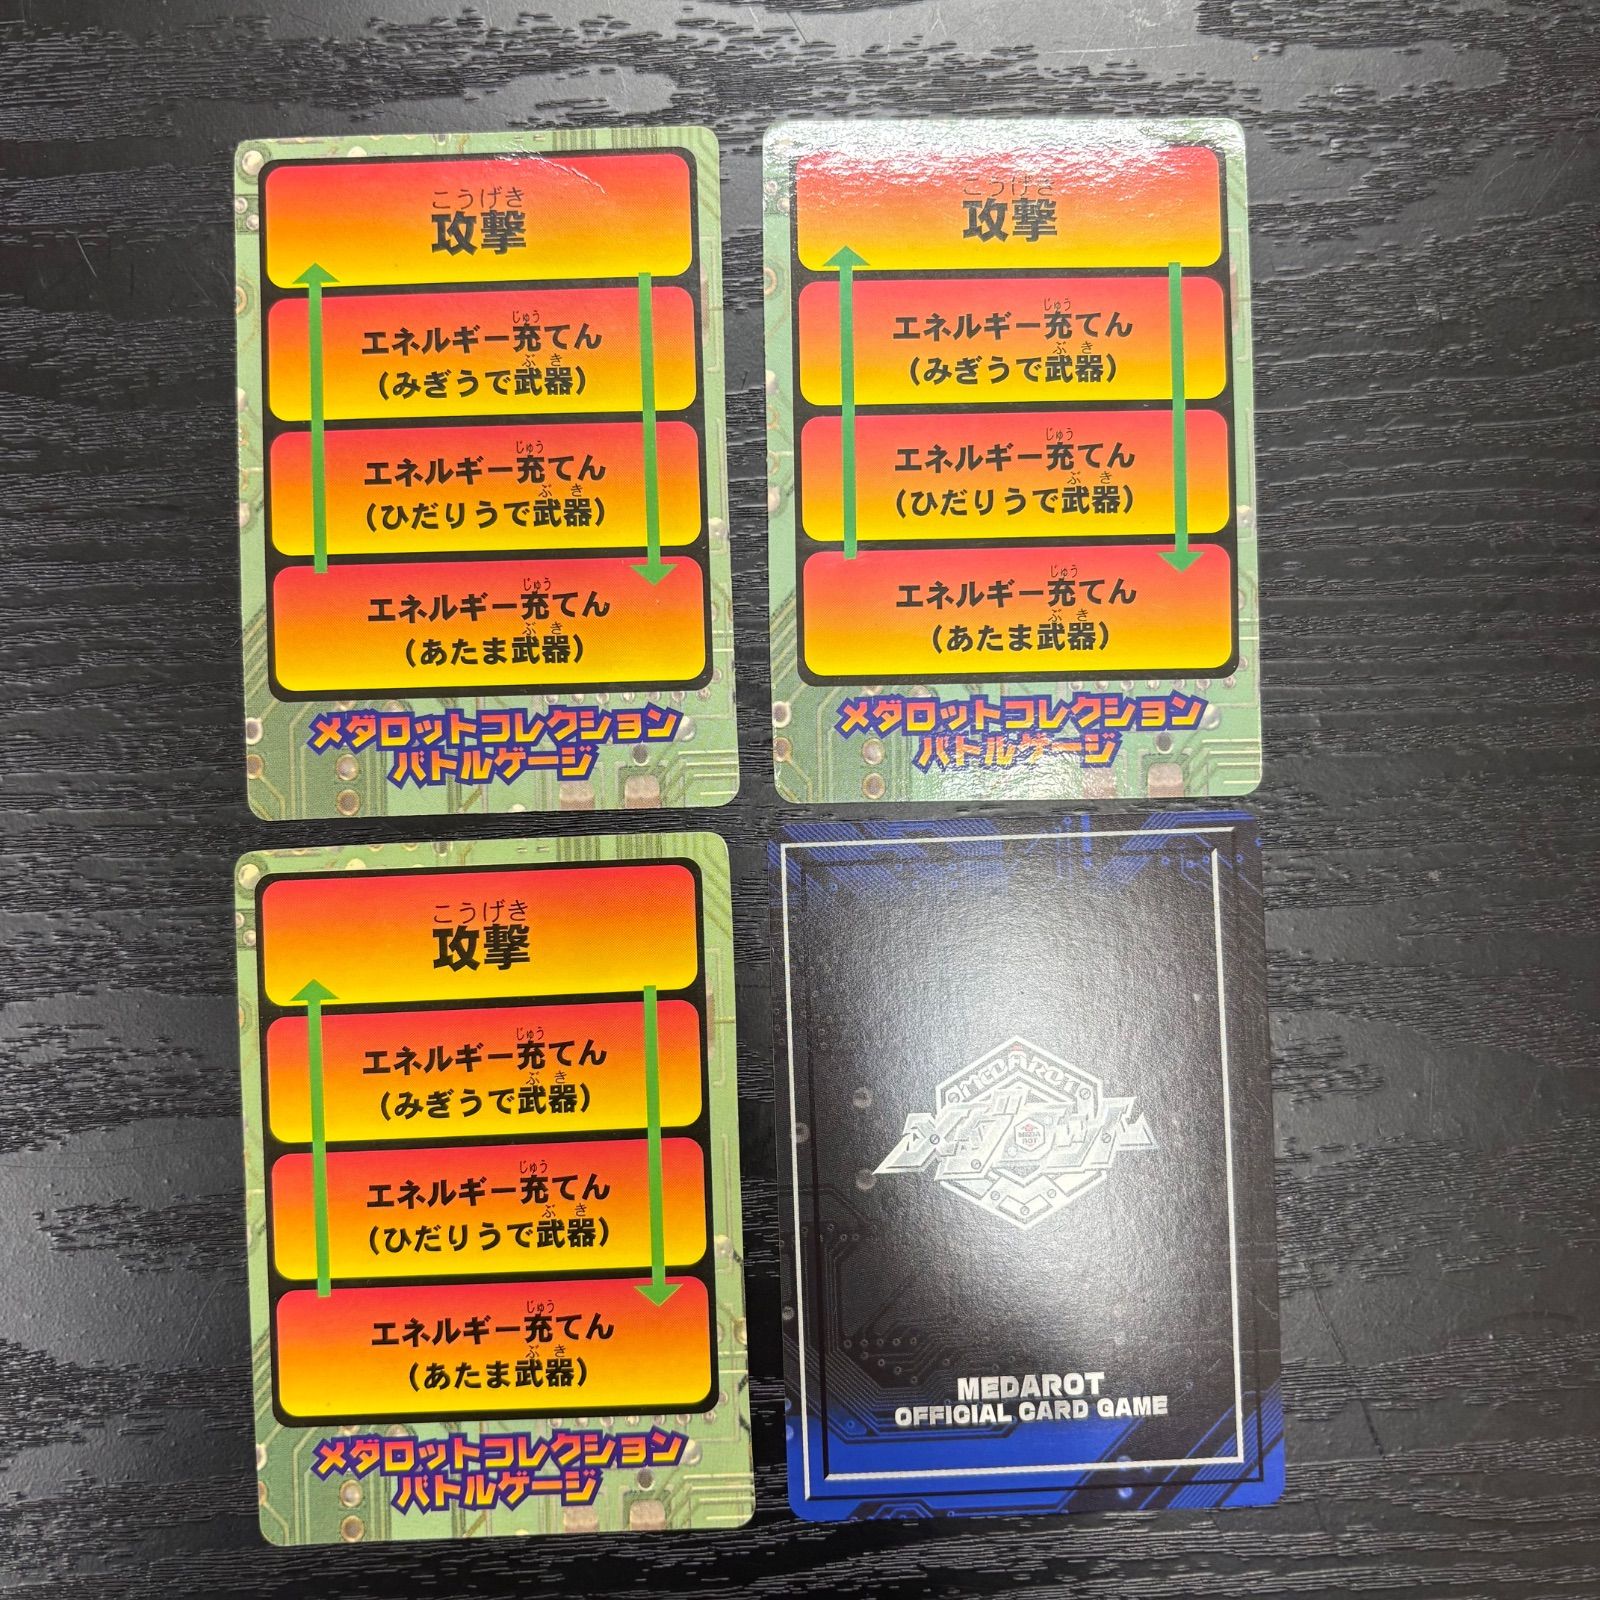 こうげき
攻撃
じゅう
エネルギー充てん
ぶき
(みぎうで武器)
じゅう
エネルギー充てん
ぶき
(ひだりうで武器)
じゅう
エネルギー充てん
ぶき
(あたま武器)
メダロットコレクション
バトルゲージ
こうげき
攻撃
じゅう
エネルギー充てん
ぶき
(みぎうで武器)
じゅう
エネルギー充てん
ぶき
(ひだりうで武器)
じゅう
エネルギー充てん
ぶき
(あたま武器)
メダロットコレクション
バトルゲージ
こうげき
攻撃
じゅう
エネルギー充てん
ぶき
(みぎうで武器)
じゅう
エネルギー充てん
ぶき
(ひだりうで武器)
じゅう
エネルギー充てん
ぶき
(あたま武器)
メダロットコレクション
バトルゲージ
MEDAROT
メダロット
MEDA
ROT
MEDAROT
OFFICIAL CARD GAME